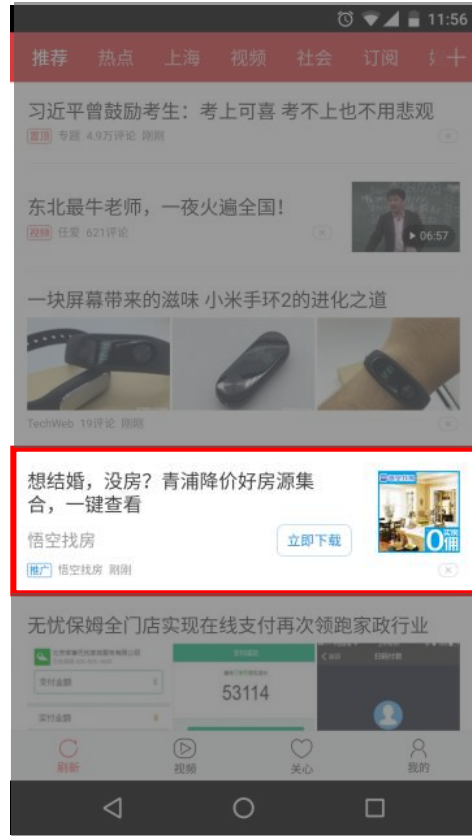 11:56
推荐 热点 上海 视频 社会 订阅
习近平曾鼓励考生：考上可喜 考不上也不用悲观
置顶 专题 4.9万评论 刚刚
东北最牛老师，一夜火遍全国！
视频 任爱 621评论
06:57
一块屏幕带来的滋味 小米手环2的进化之道
TechWeb 19评论 刚刚
想结婚，没房？青浦降价好房源集
合，一键查看
悟空找房
立即下载
0佣
推广 悟空找房 刚刚
无忧保姆全门店实现在线支付再次领跑家政行业
支付金额
53114
实付金额
刷新 视频 关心 我的